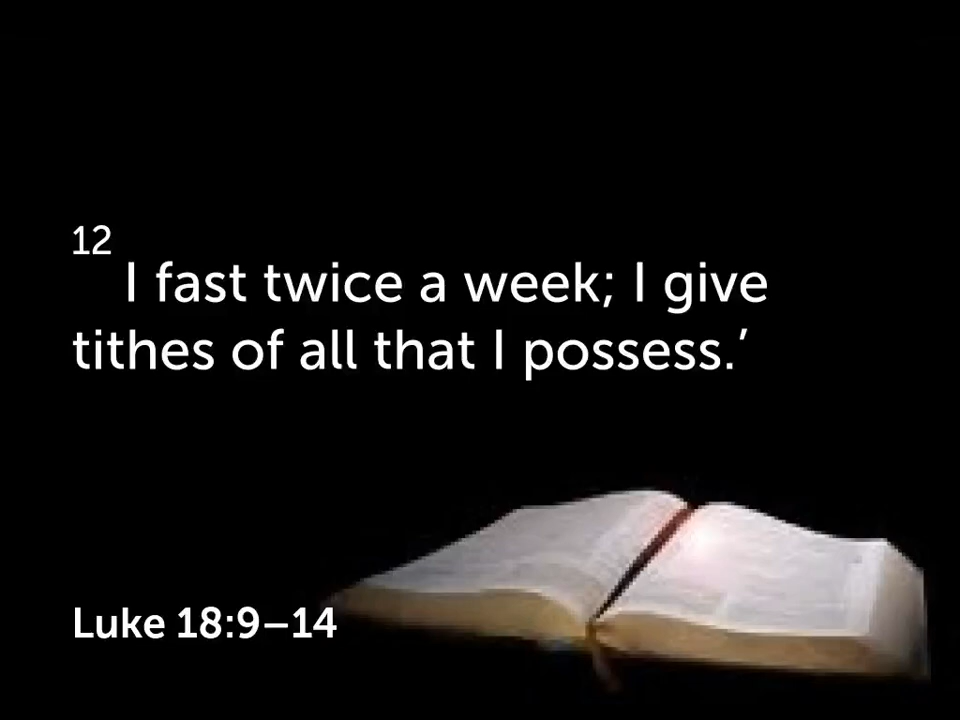 12
I fast twice a week; I give
tithes of all that I possess.’
Luke 18:9–14